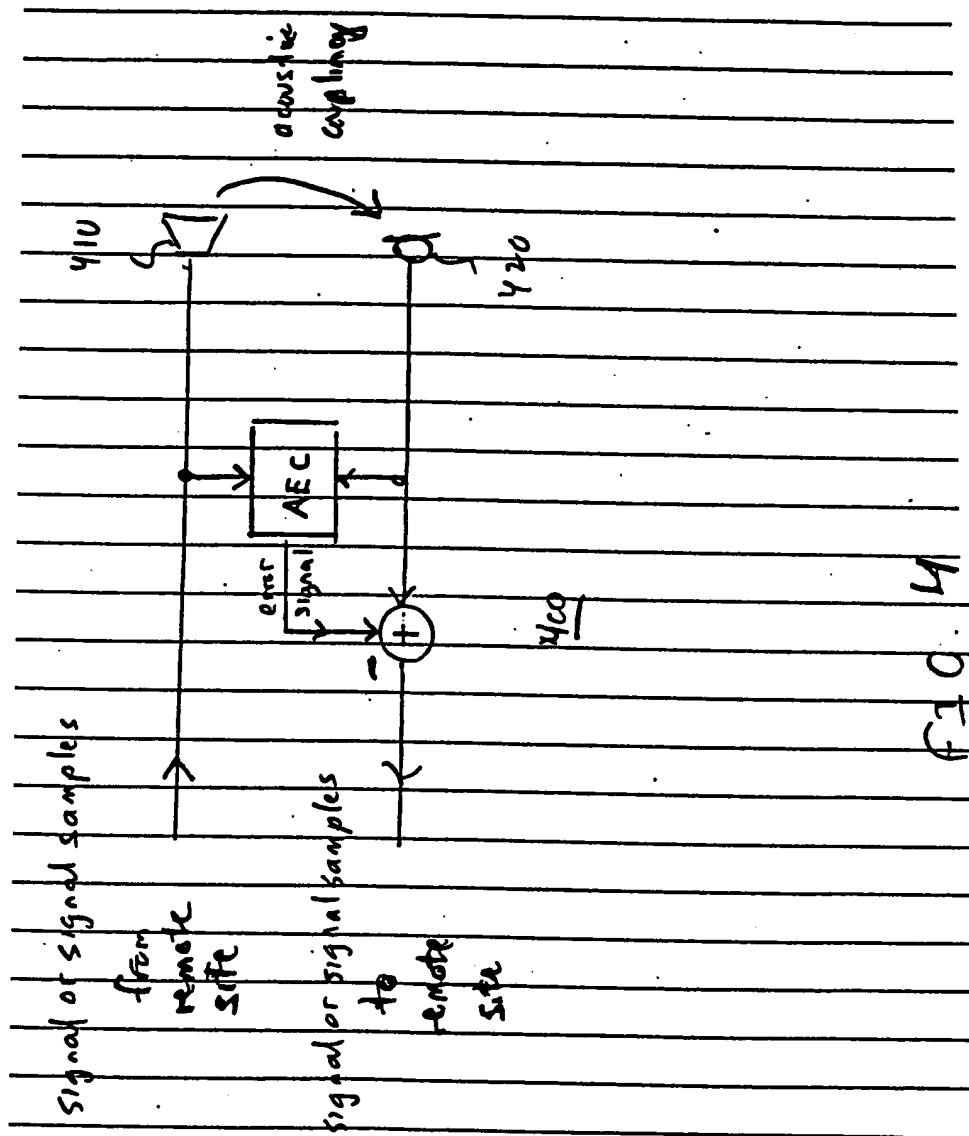 signal or signal samples
from
remote
site
signal or signal samples
to
remote
site
error
signal
AEC
410
420
acoustic
coupling
400
+
-
FIG 4